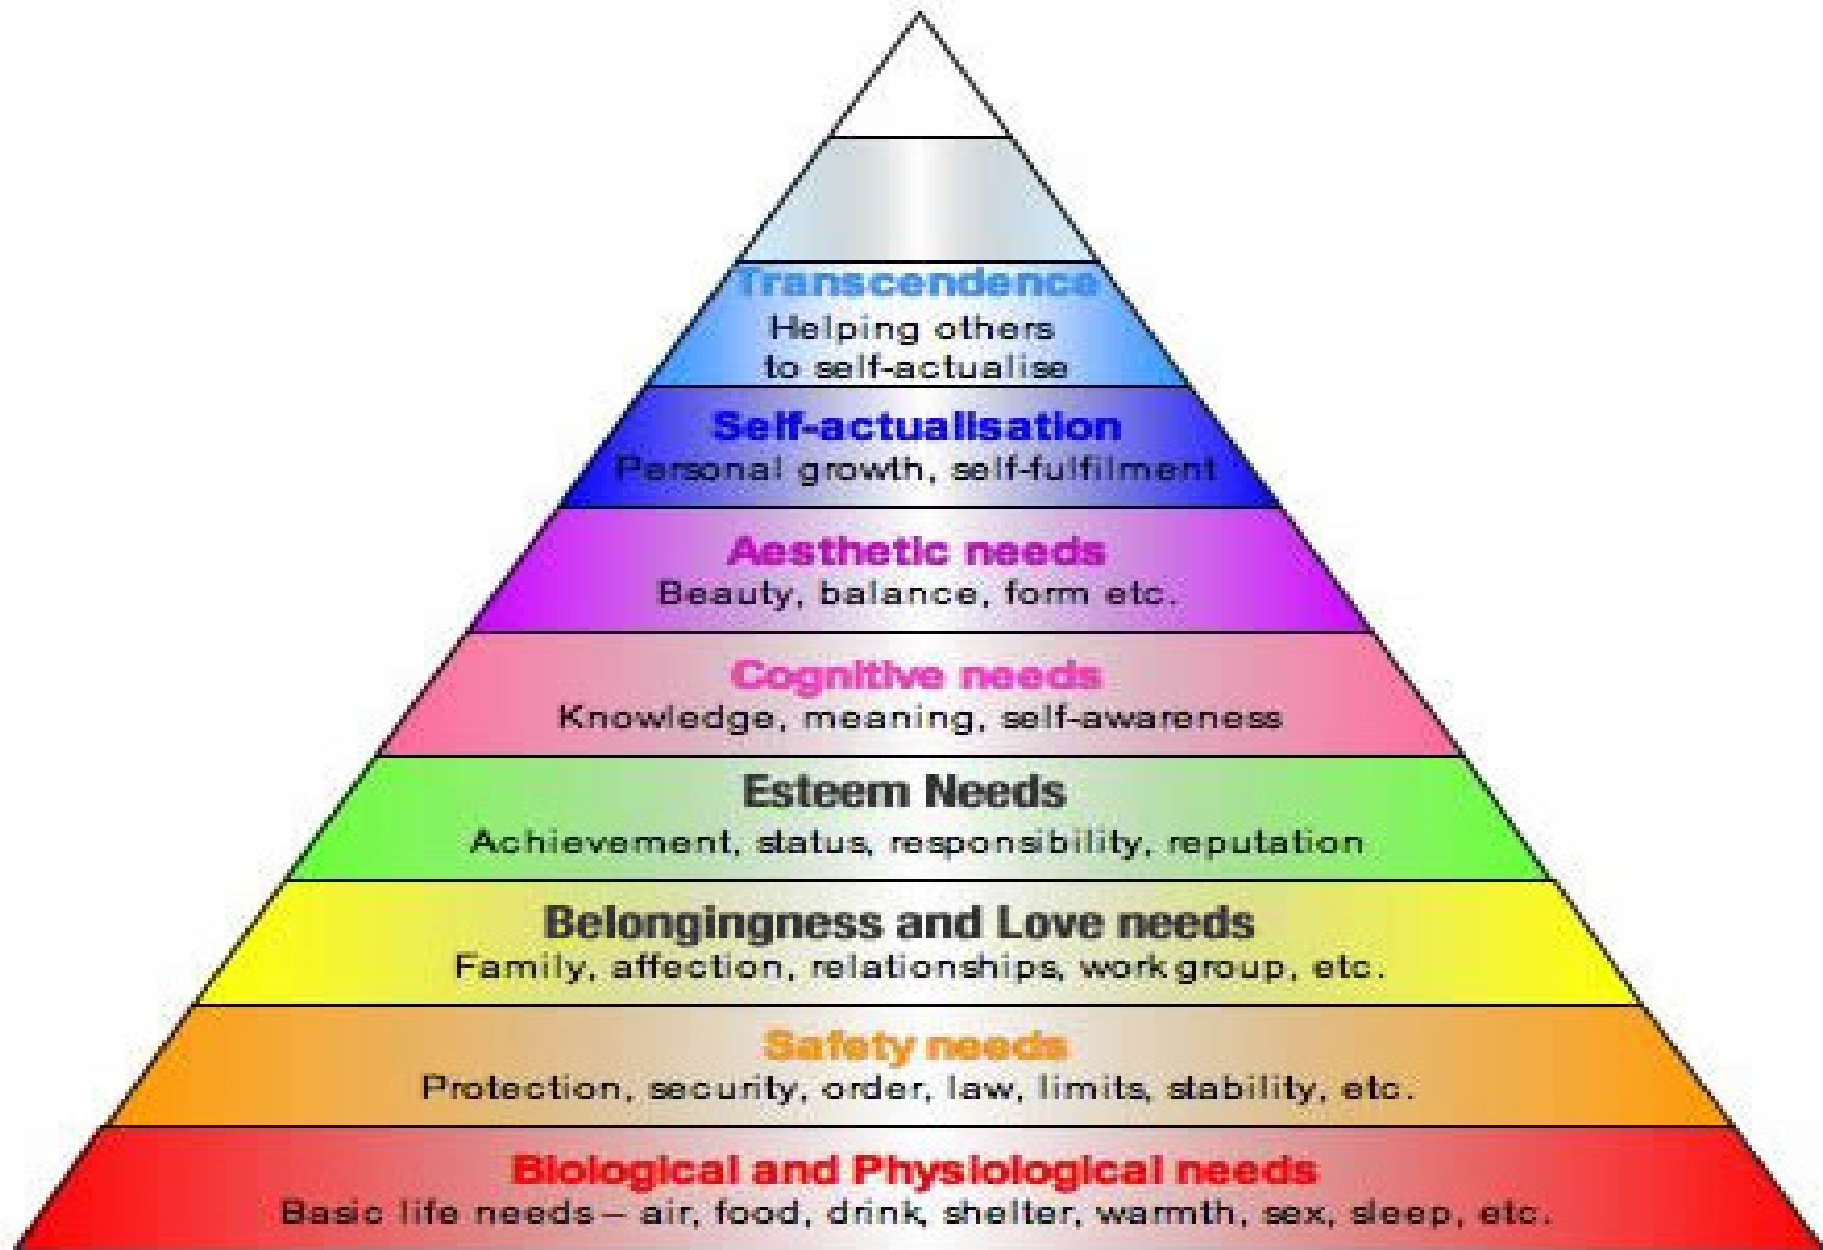 Transcendence
Helping others
to self-actualise
Self-actualisation
Personal growth, self-fulfilment
Aesthetic needs
Beauty, balance, form etc.
Cognitive needs
Knowledge, meaning, self-awareness
Esteem Needs
Achievement, status, responsibility, reputation
Belongingness and Love needs
Family, affection, relationships, work group, etc.
Safety needs
Protection, security, order, law, limits, stability, etc.
Biological and Physiological needs
Basic life needs – air, food, drink, shelter, warmth, sex, sleep, etc.